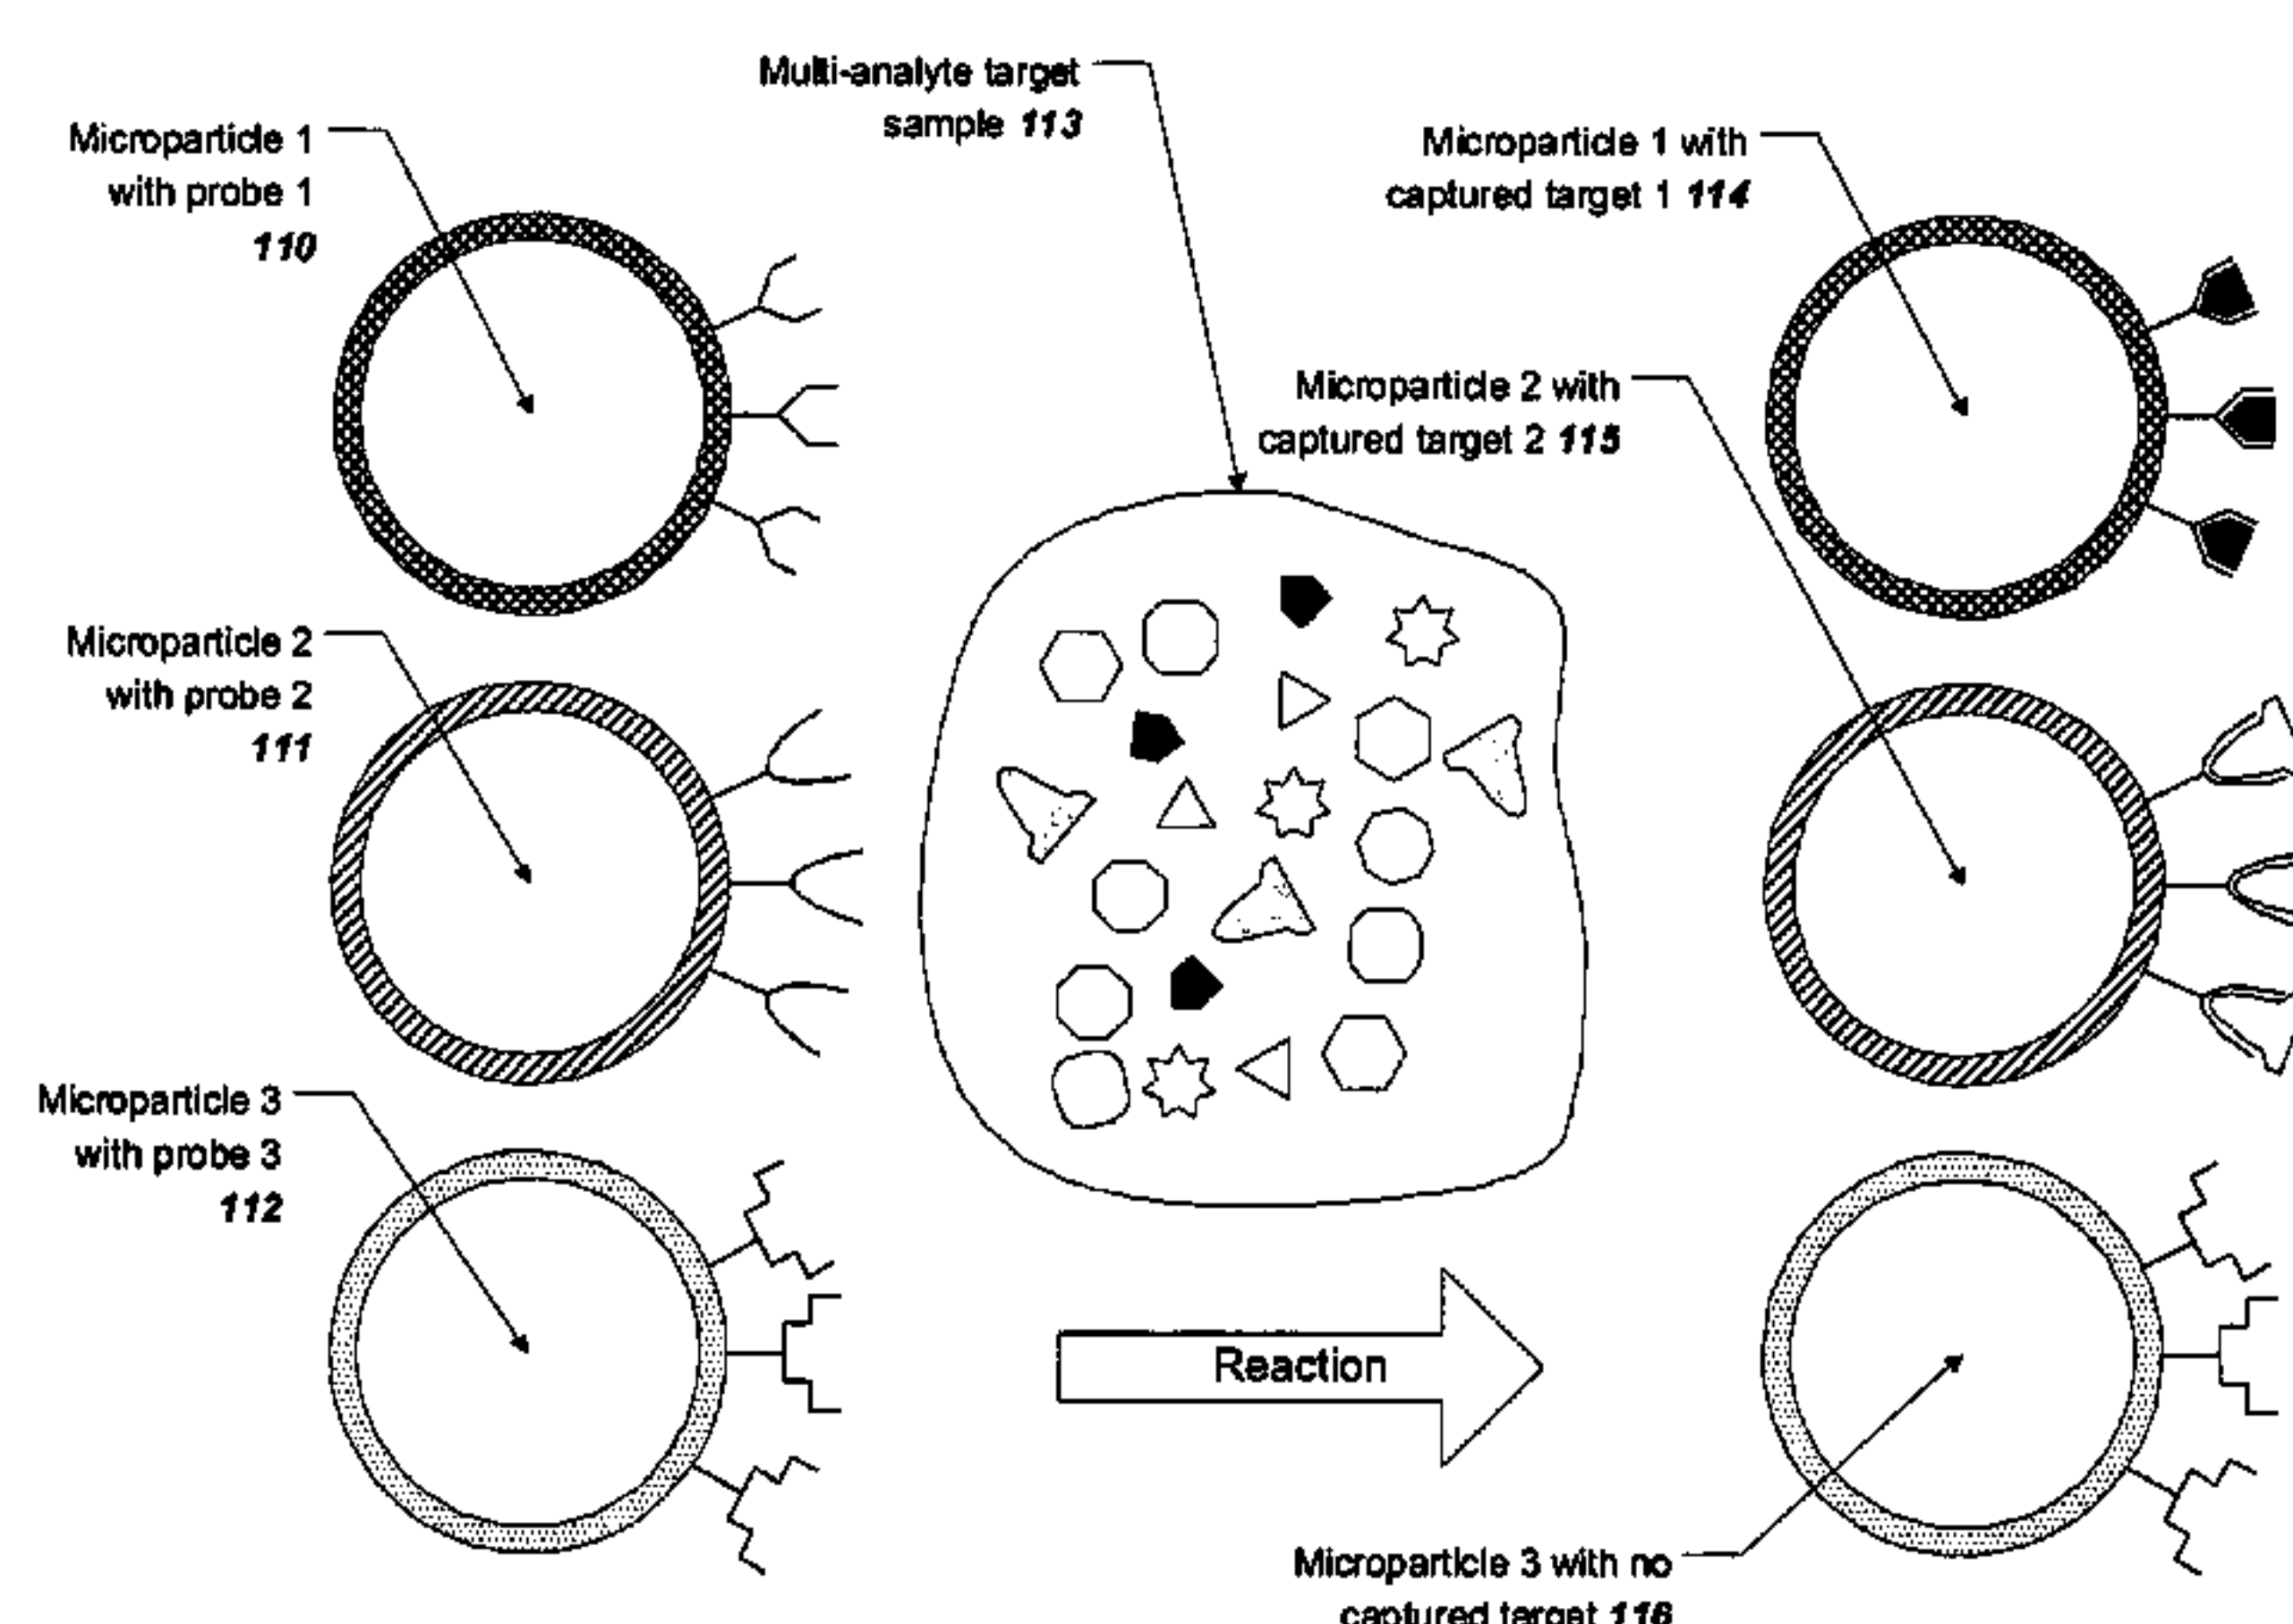 Multi-analyte target
sample 113
Microparticle 1
with probe 1
110
Microparticle 1 with
captured target 1 114
Microparticle 2 with
captured target 2 115
Microparticle 2
with probe 2
111
Microparticle 3
with probe 3
112
Reaction
Microparticle 3 with no
captured target 116